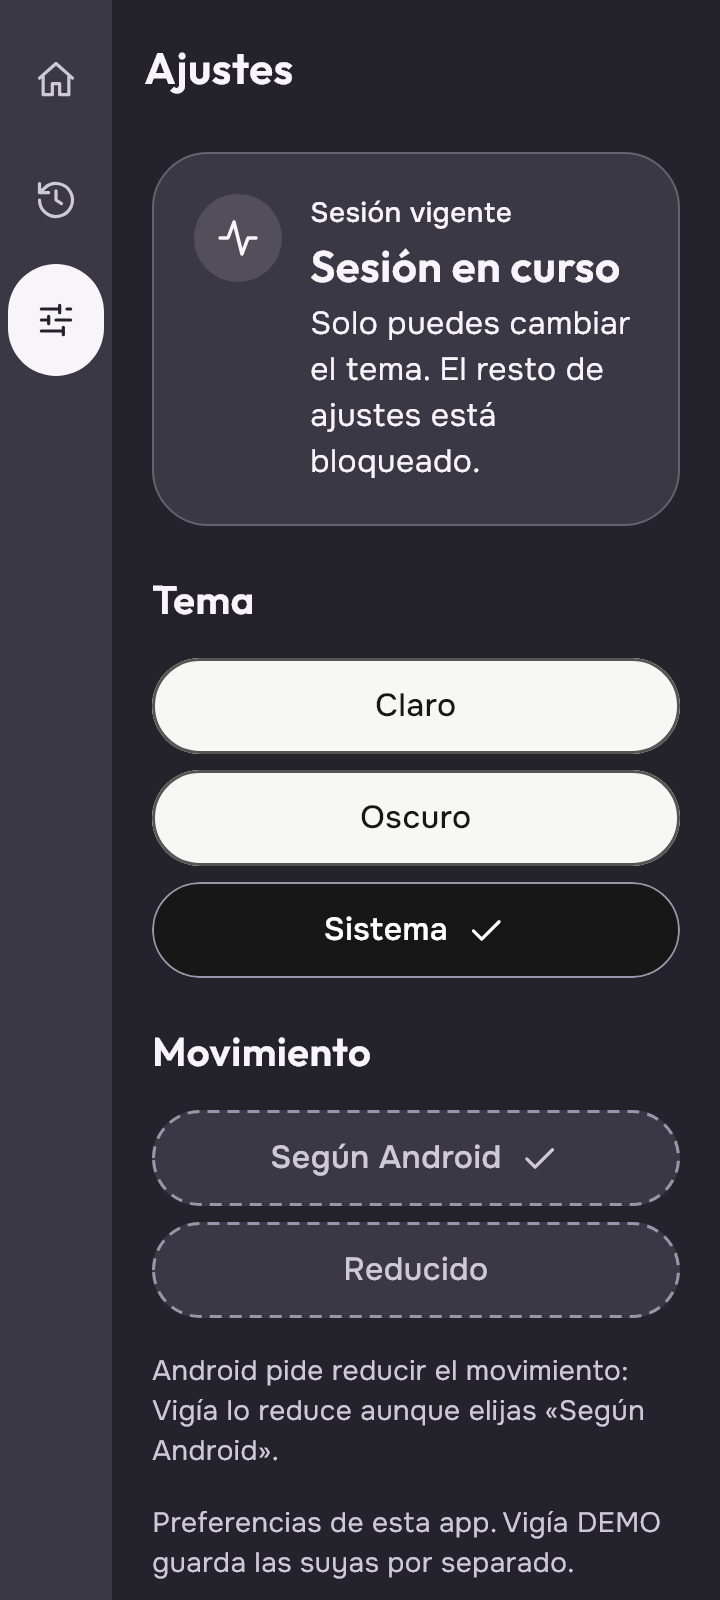 Ajustes
Sesión vigente
Sesión en curso
Solo puedes cambiar
el tema. El resto de
ajustes está
bloqueado.
Tema
Claro
Oscuro
Sistema
Movimiento
Según Android
Reducido
Android pide reducir el movimiento:
Vigía lo reduce aunque elijas «Según
Android».
Preferencias de esta app. Vigía DEMO
guarda las suyas por separado.